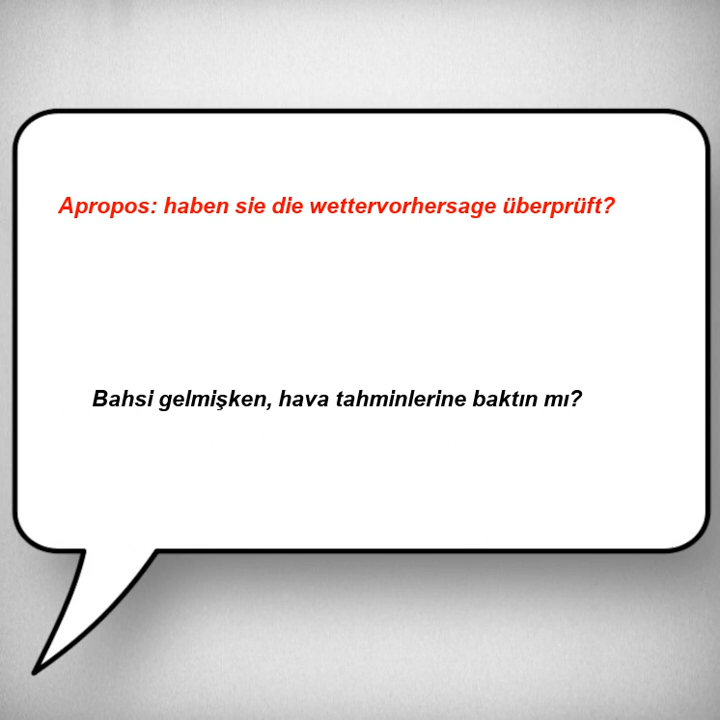 Apropos: haben sie die wettervorhersage überprüft?
Bahsi gelmişken, hava tahminlerine baktın mı?